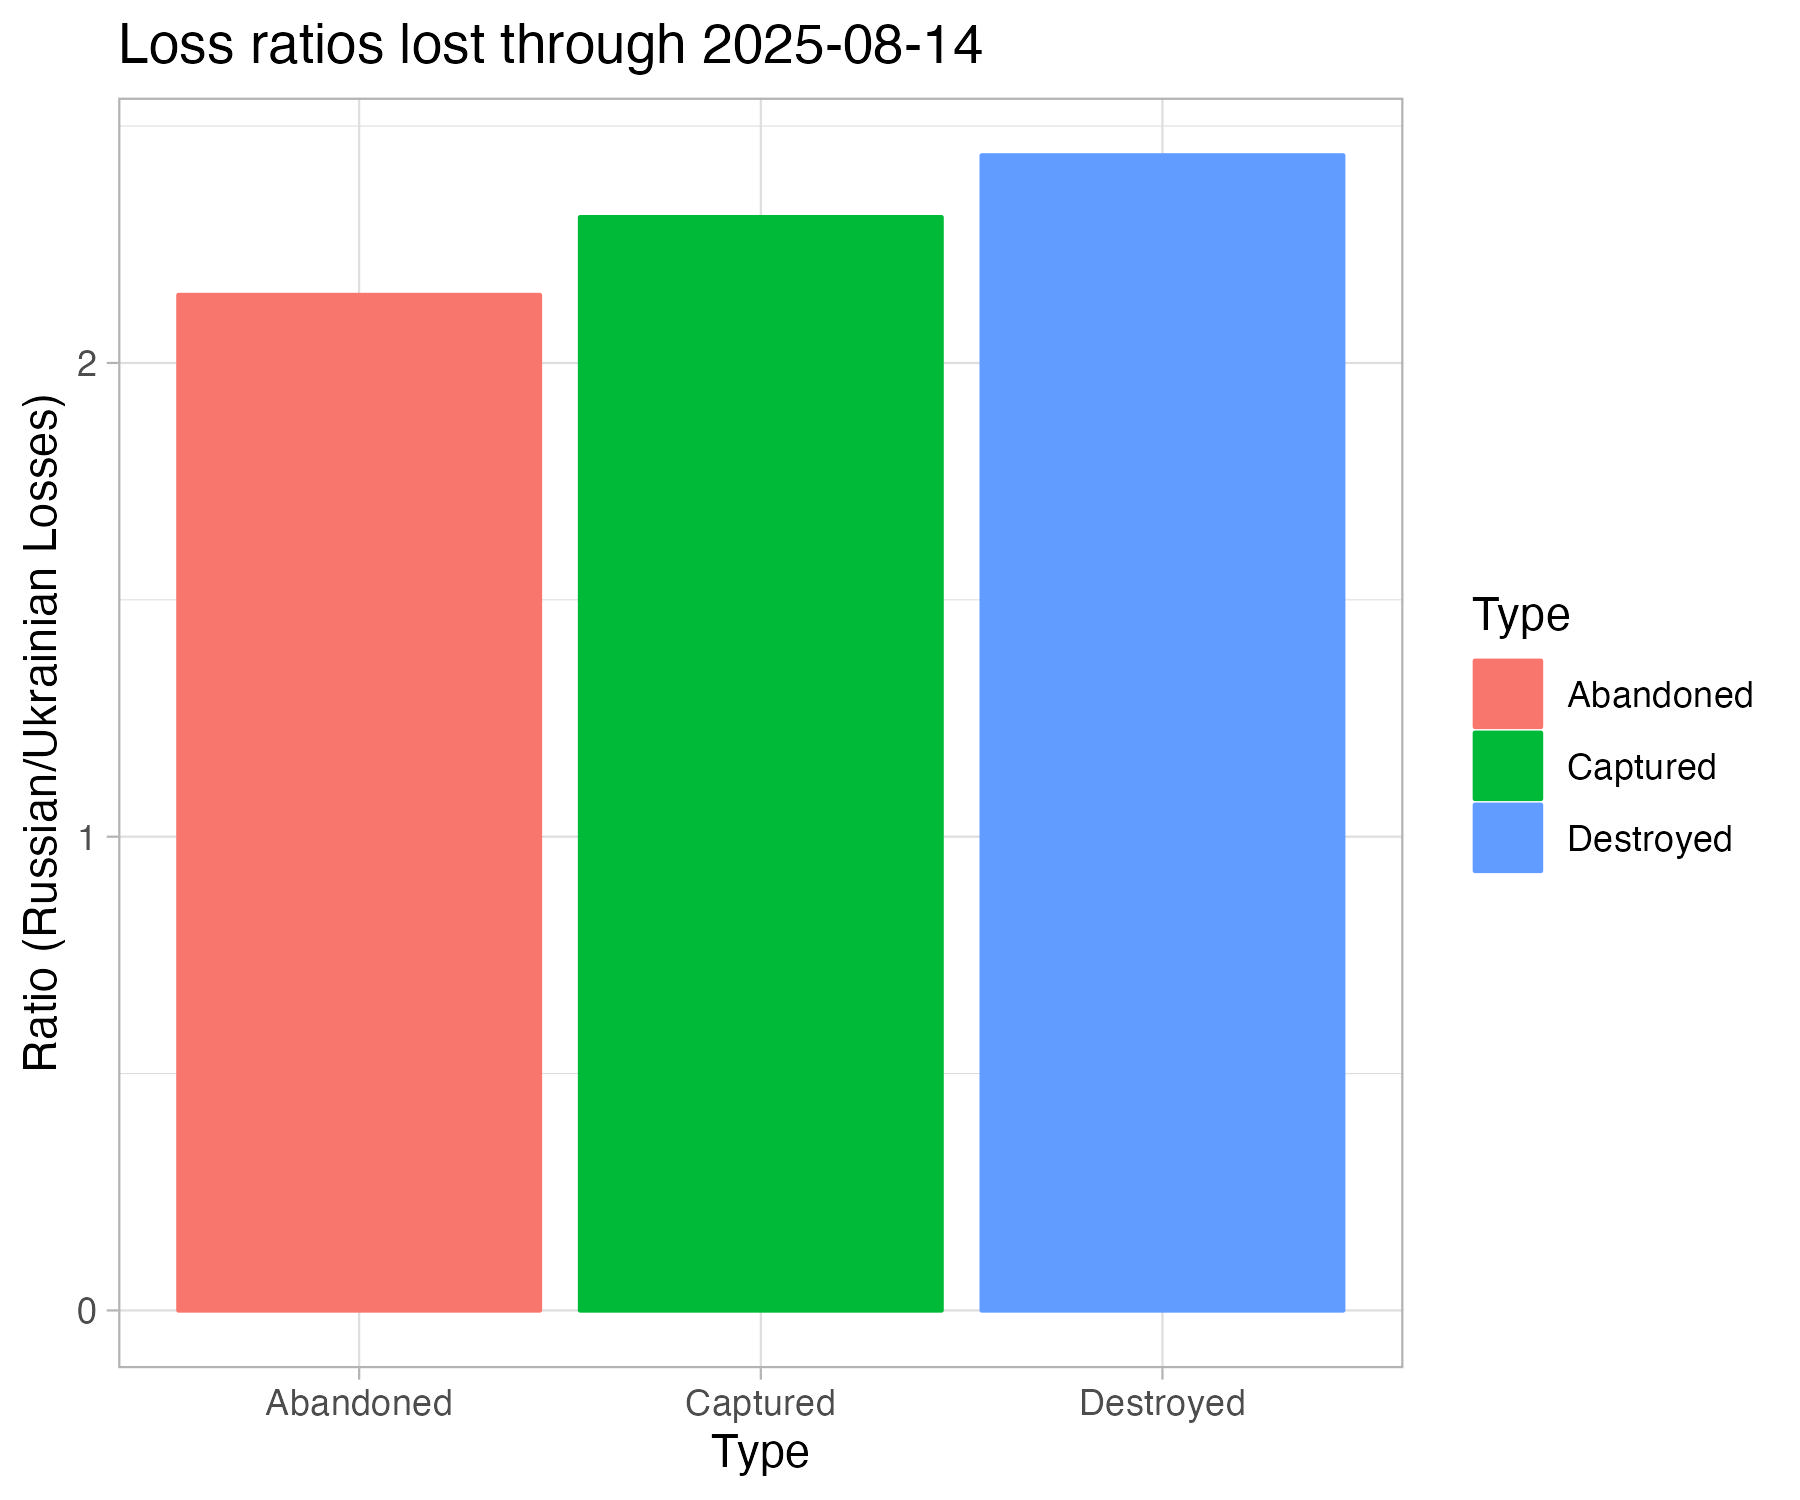 Loss ratios lost through 2025-08-14
Ratio (Russian/Ukrainian Losses)
2
1
0
Abandoned
Captured
Destroyed
Type
Type
Abandoned
Captured
Destroyed